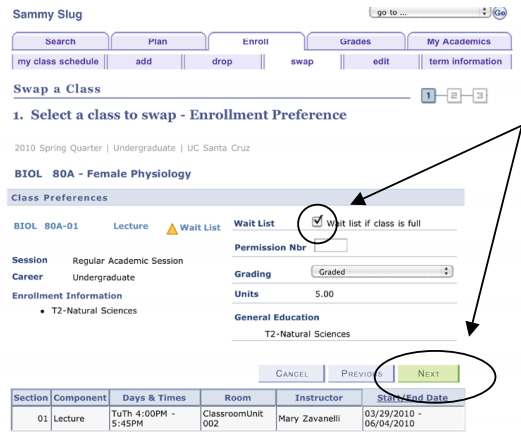 Sammy Slug go to ... Go
Search Plan Enroll Grades My Academics
my class schedule add drop swap edit term information
Swap a Class 1 2 3
1. Select a class to swap - Enrollment Preference
2010 Spring Quarter | Undergraduate | UC Santa Cruz
BIOL 80A - Female Physiology
Class Preferences
BIOL 80A-01 Lecture Wait List
Session Regular Academic Session
Career Undergraduate
Enrollment Information
• T2-Natural Sciences
Wait List Wait list if class is full
Permission Nbr
Grading Graded
Units 5.00
General Education
T2-Natural Sciences
CANCEL PREVIOUS NEXT
Section Component Days & Times Room Instructor Start/End Date
01 Lecture TuTh 4:00PM - 5:45PM ClassroomUnit 002 Mary Zavanelli 03/29/2010 - 06/04/2010